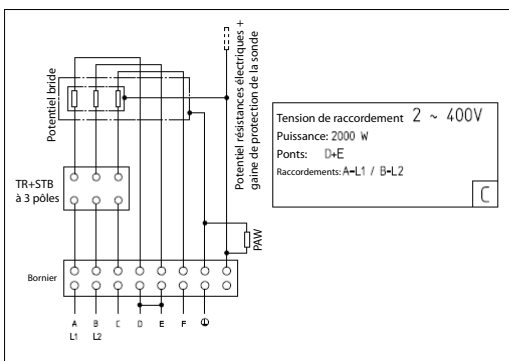 Potentiel bride
Potentiel résistances électriques +
gaine de protection de la sonde
TR+STB
à 3 pôles
PAW
Bornier
A B C D E F
L1 L2
Tension de raccordement 2 ~ 400V
Puissance: 2000 W
Ponts: D+E
Raccordements: A-L1 / B-L2
C